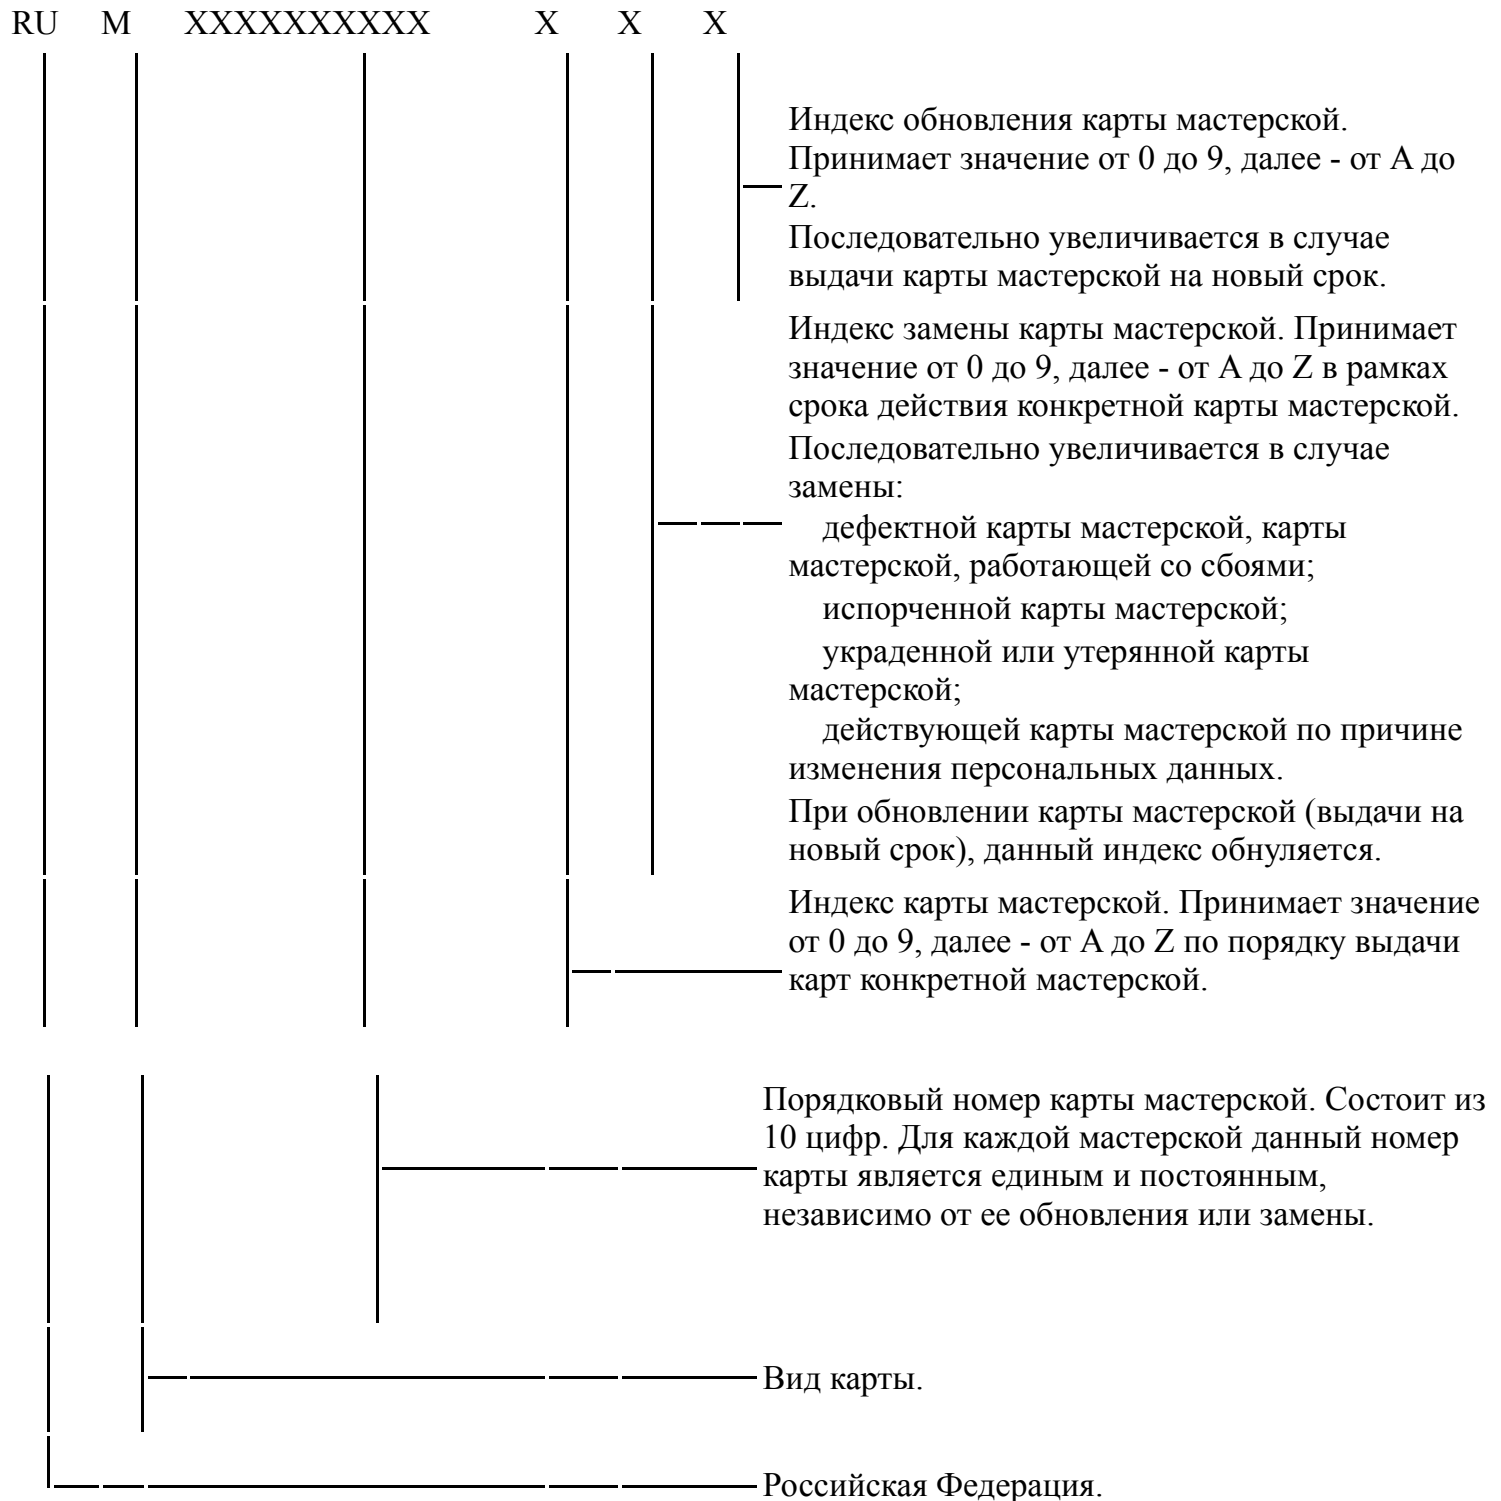 RU M XXXXXXXXXX X X X
Индекс обновления карты мастерской.
Принимает значение от 0 до 9, далее - от A до
Z.
Последовательно увеличивается в случае
выдачи карты мастерской на новый срок.
Индекс замены карты мастерской. Принимает
значение от 0 до 9, далее - от A до Z в рамках
срока действия конкретной карты мастерской.
Последовательно увеличивается в случае
замены:
дефектной карты мастерской, карты
мастерской, работающей со сбоями;
испорченной карты мастерской;
украденной или утерянной карты
мастерской;
действующей карты мастерской по причине
изменения персональных данных.
При обновлении карты мастерской (выдачи на
новый срок), данный индекс обнуляется.
Индекс карты мастерской. Принимает значение
от 0 до 9, далее - от A до Z по порядку выдачи
карт конкретной мастерской.
Порядковый номер карты мастерской. Состоит из
10 цифр. Для каждой мастерской данный номер
карты является единым и постоянным,
независимо от ее обновления или замены.
Вид карты.
Российская Федерация.